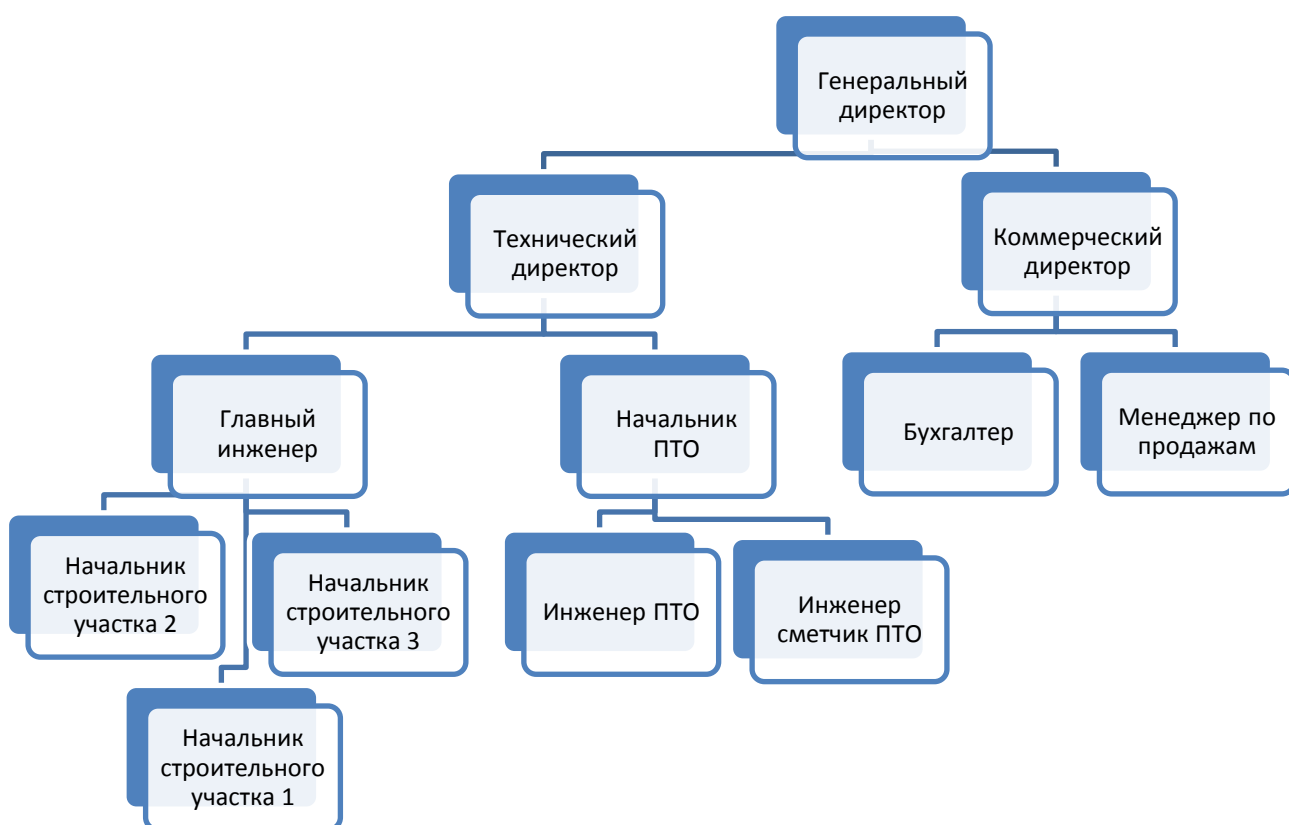 Генеральный
директор
Технический
директор
Коммерческий
директор
Главный
инженер
Начальник
ПТО
Бухгалтер
Менеджер по
продажам
Начальник
строительного
участка 2
Начальник
строительного
участка 3
Инженер ПТО
Инженер
сметчик ПТО
Начальник
строительного
участка 1